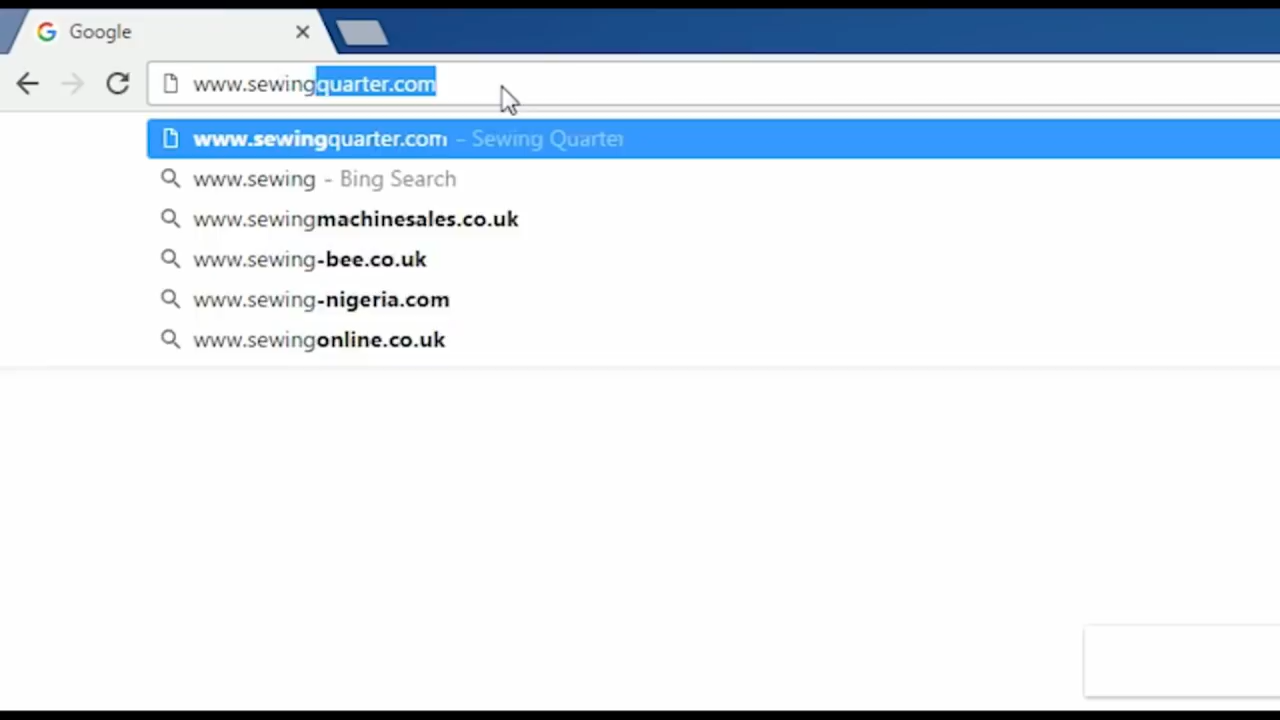 Google
www.sewingquarter.com
www.sewingquarter.com – Sewing Quarter
www.sewing - Bing Search
www.sewingmachinesales.co.uk
www.sewing-bee.co.uk
www.sewing-nigeria.com
www.sewingonline.co.uk